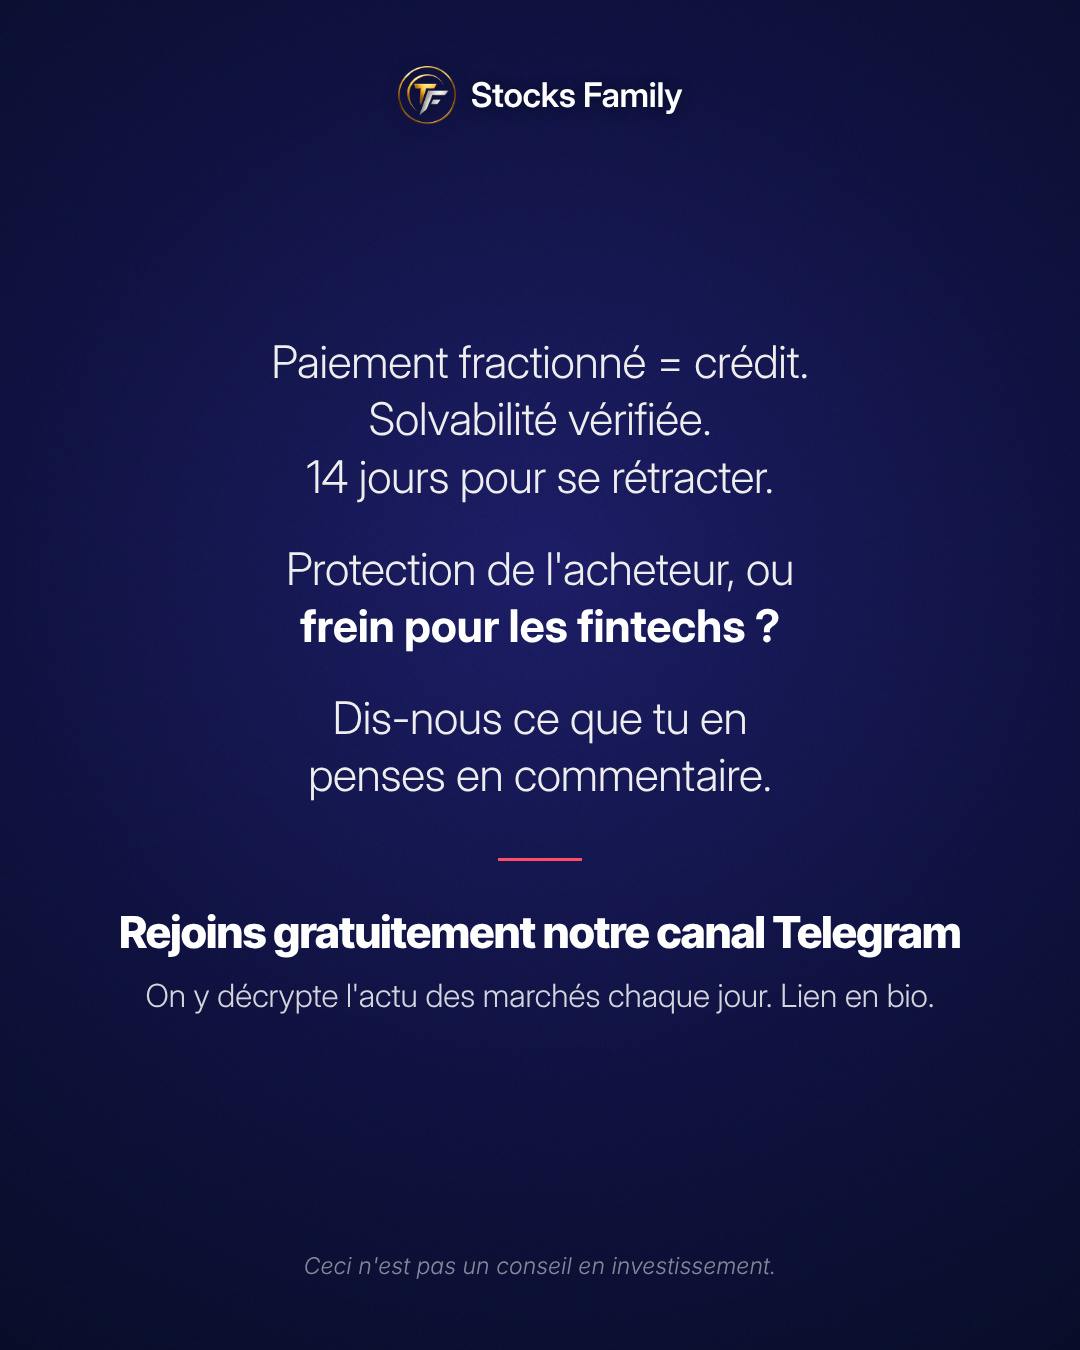 TF Stocks Family
Paiement fractionné = crédit.
Solvabilité vérifiée.
14 jours pour se rétracter.
Protection de l'acheteur, ou
frein pour les fintechs ?
Dis-nous ce que tu en
penses en commentaire.
Rejoins gratuitement notre canal Telegram
On y décrypte l'actu des marchés chaque jour. Lien en bio.
Ceci n'est pas un conseil en investissement.